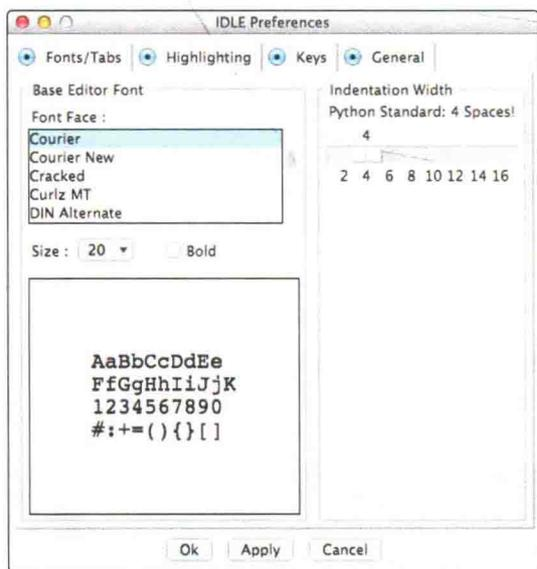 IDLE Preferences
Fonts/Tabs Highlighting Keys General
Base Editor Font
Font Face :
Courier
Courier New
Cracked
Curlz MT
DIN Alternate
Size : 20 Bold
AaBbCcDdEe
FfGgHhIiJjK
1234567890
#:+=(){}[]
Indentation Width
Python Standard: 4 Spaces!
4
2 4 6 8 10 12 14 16
Ok Apply Cancel